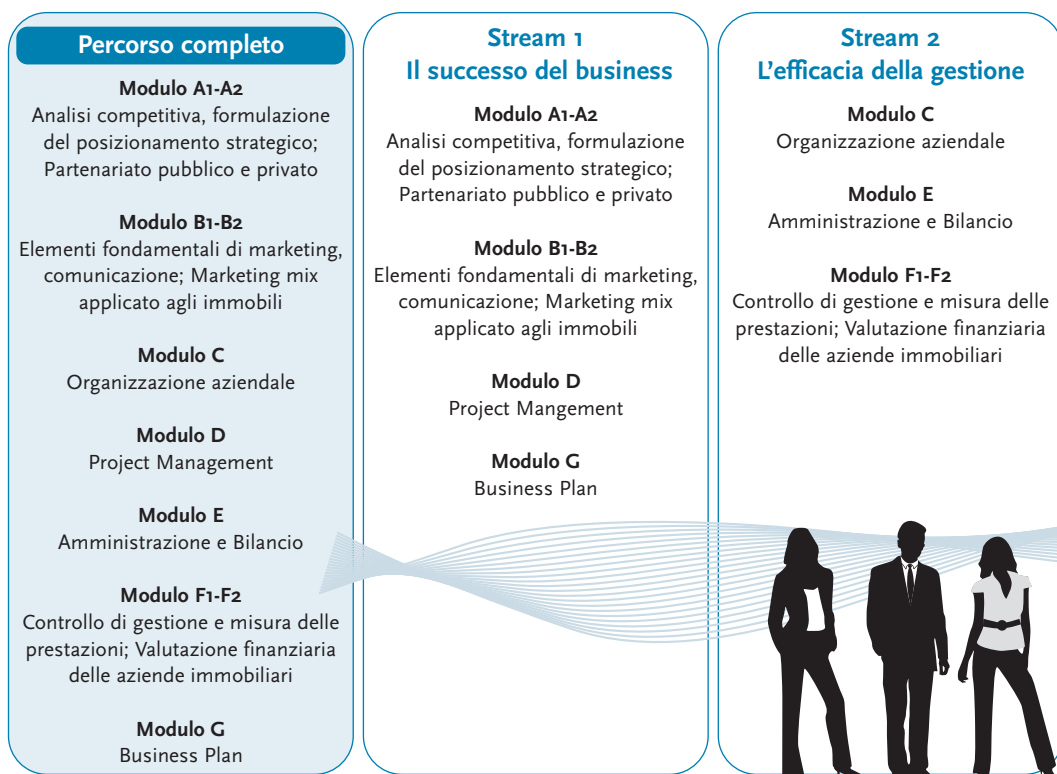 Percorso completo
Modulo A1-A2
Analisi competitiva, formulazione
del posizionamento strategico;
Partenariato pubblico e privato
Modulo B1-B2
Elementi fondamentali di marketing,
comunicazione; Marketing mix
applicato agli immobili
Modulo C
Organizzazione aziendale
Modulo D
Project Management
Modulo E
Amministrazione e Bilancio
Modulo F1-F2
Controllo di gestione e misura delle
prestazioni; Valutazione finanziaria
delle aziende immobiliari
Modulo G
Business Plan
Stream 1
Il successo del business
Modulo A1-A2
Analisi competitiva, formulazione
del posizionamento strategico;
Partenariato pubblico e privato
Modulo B1-B2
Elementi fondamentali di marketing,
comunicazione; Marketing mix
applicato agli immobili
Modulo D
Project Mangement
Modulo G
Business Plan
Stream 2
L'efficacia della gestione
Modulo C
Organizzazione aziendale
Modulo E
Amministrazione e Bilancio
Modulo F1-F2
Controllo di gestione e misura delle
prestazioni; Valutazione finanziaria
delle aziende immobiliari